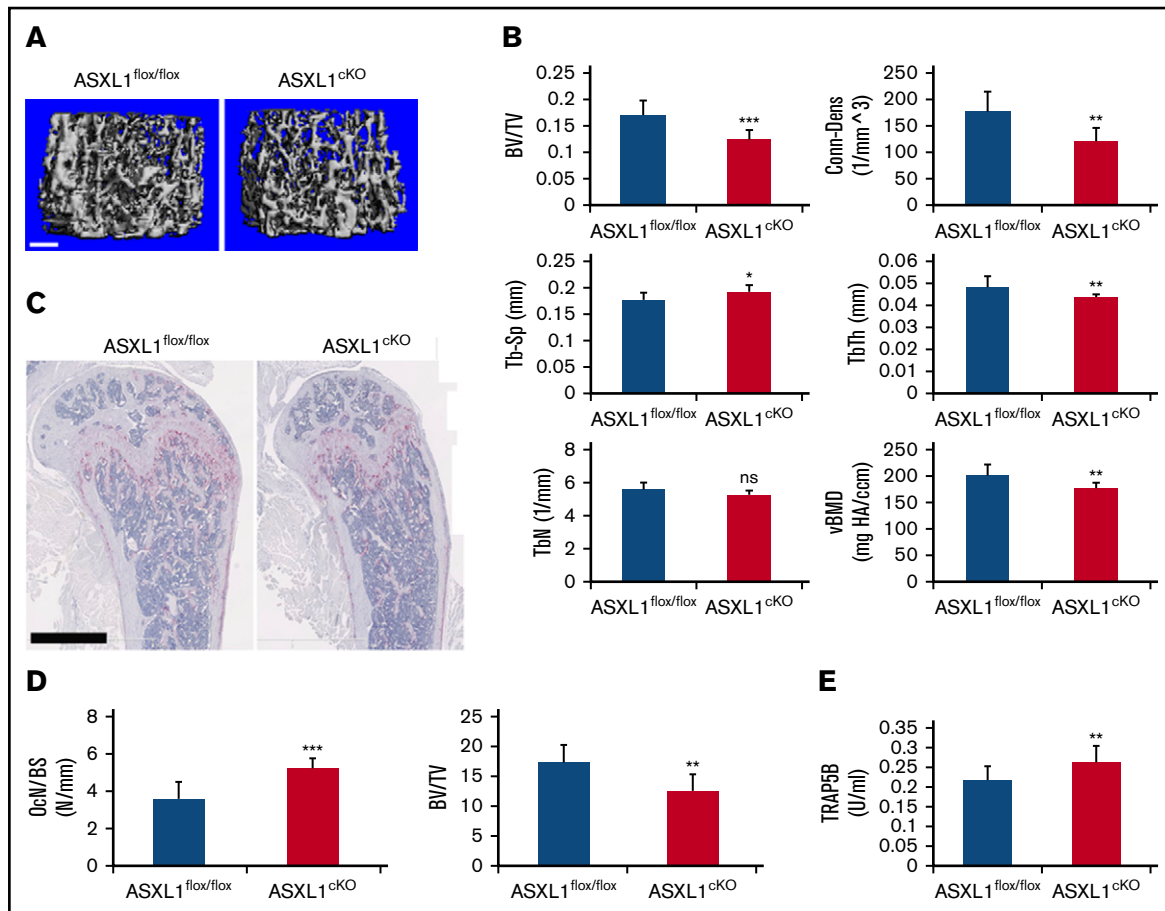 A
ASXL1flox/flox ASXL1cKO
B
BV/TV
0.25
0.2
0.15
0.1
0.05
0
***
ASXL1flox/flox ASXL1cKO
Conn-Dens
(1/mm^3)
250
200
150
100
50
0
**
ASXL1flox/flox ASXL1cKO
Tb-Sp (mm)
0.25
0.2
0.15
0.1
0.05
0
*
ASXL1flox/flox ASXL1cKO
TbTh (mm)
0.06
0.05
0.04
0.03
0.02
0.01
0
**
ASXL1flox/flox ASXL1cKO
TbN (1/mm)
8
6
4
2
0
ns
ASXL1flox/flox ASXL1cKO
vBMD
(mg HA/ccm)
250
200
150
100
50
0
**
ASXL1flox/flox ASXL1cKO
C
ASXL1flox/flox ASXL1cKO
D
OcN/BS
(N/mm)
8
6
4
2
0
***
ASXL1flox/flox ASXL1cKO
BV/TV
25
20
15
10
5
0
**
ASXL1flox/flox ASXL1cKO
E
TRAP5B
(U/ml)
0.35
0.3
0.25
0.2
0.15
0.1
0.05
0
**
ASXL1flox/flox ASXL1cKO